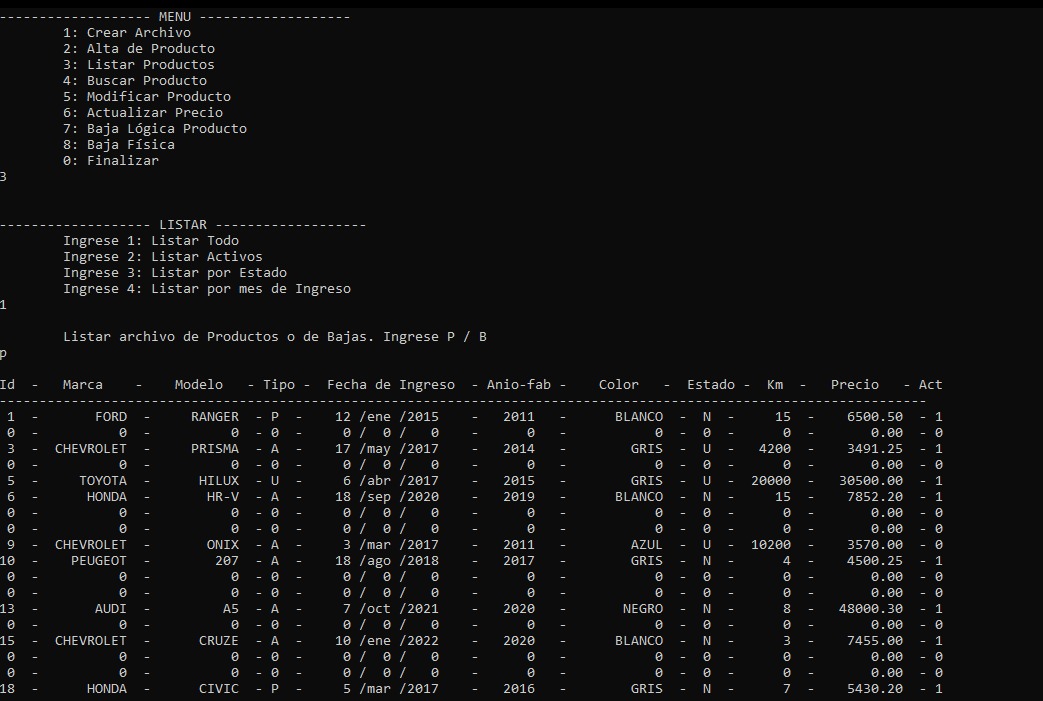 ------------------- MENU -------------------
        1: Crear Archivo
        2: Alta de Producto
        3: Listar Productos
        4: Buscar Producto
        5: Modificar Producto
        6: Actualizar Precio
        7: Baja Lógica Producto
        8: Baja Física
        0: Finalizar
3
------------------- LISTAR -------------------
        Ingrese 1: Listar Todo
        Ingrese 2: Listar Activos
        Ingrese 3: Listar por Estado
        Ingrese 4: Listar por mes de Ingreso
1
        Listar archivo de Productos o de Bajas. Ingrese P / B
p
Id  -   Marca    -    Modelo   - Tipo -  Fecha de Ingreso  - Anio-fab -    Color   -  Estado -  Km  -   Precio   - Act
--------------------------------------------------------------------------------------------------------------------
 1  -       FORD  -     RANGER  - P  -    12 /ene /2015    -   2011   -      BLANCO  -  N  -     15  -    6500.50  - 1
 0  -          0  -          0  - 0  -     0 /  0 /   0    -      0   -           0  -  0  -      0  -       0.00  - 0
 3  -  CHEVROLET  -     PRISMA  - A  -    17 /may /2017    -   2014   -        GRIS  -  U  -   4200  -    3491.25  - 1
 0  -          0  -          0  - 0  -     0 /  0 /   0    -      0   -           0  -  0  -      0  -       0.00  - 0
 5  -     TOYOTA  -      HILUX  - U  -     6 /abr /2017    -   2015   -        GRIS  -  U  -  20000  -   30500.00  - 1
 6  -      HONDA  -       HR-V  - A  -    18 /sep /2020    -   2019   -      BLANCO  -  N  -     15  -    7852.20  - 1
 0  -          0  -          0  - 0  -     0 /  0 /   0    -      0   -           0  -  0  -      0  -       0.00  - 0
 0  -          0  -          0  - 0  -     0 /  0 /   0    -      0   -           0  -  0  -      0  -       0.00  - 0
 9  -  CHEVROLET  -       ONIX  - A  -     3 /mar /2017    -   2011   -        AZUL  -  U  -  10200  -    3570.00  - 0
10  -    PEUGEOT  -        207  - A  -    18 /ago /2018    -   2017   -        GRIS  -  N  -      4  -    4500.25  - 1
 0  -          0  -          0  - 0  -     0 /  0 /   0    -      0   -           0  -  0  -      0  -       0.00  - 0
 0  -          0  -          0  - 0  -     0 /  0 /   0    -      0   -           0  -  0  -      0  -       0.00  - 0
13  -       AUDI  -         A5  - A  -     7 /oct /2021    -   2020   -       NEGRO  -  N  -      8  -   48000.30  - 1
 0  -          0  -          0  - 0  -     0 /  0 /   0    -      0   -           0  -  0  -      0  -       0.00  - 0
15  -  CHEVROLET  -      CRUZE  - A  -    10 /ene /2022    -   2020   -      BLANCO  -  N  -      3  -    7455.00  - 1
 0  -          0  -          0  - 0  -     0 /  0 /   0    -      0   -           0  -  0  -      0  -       0.00  - 0
 0  -          0  -          0  - 0  -     0 /  0 /   0    -      0   -           0  -  0  -      0  -       0.00  - 0
18  -      HONDA  -      CIVIC  - P  -     5 /mar /2017    -   2016   -        GRIS  -  N  -      7  -    5430.20  - 1